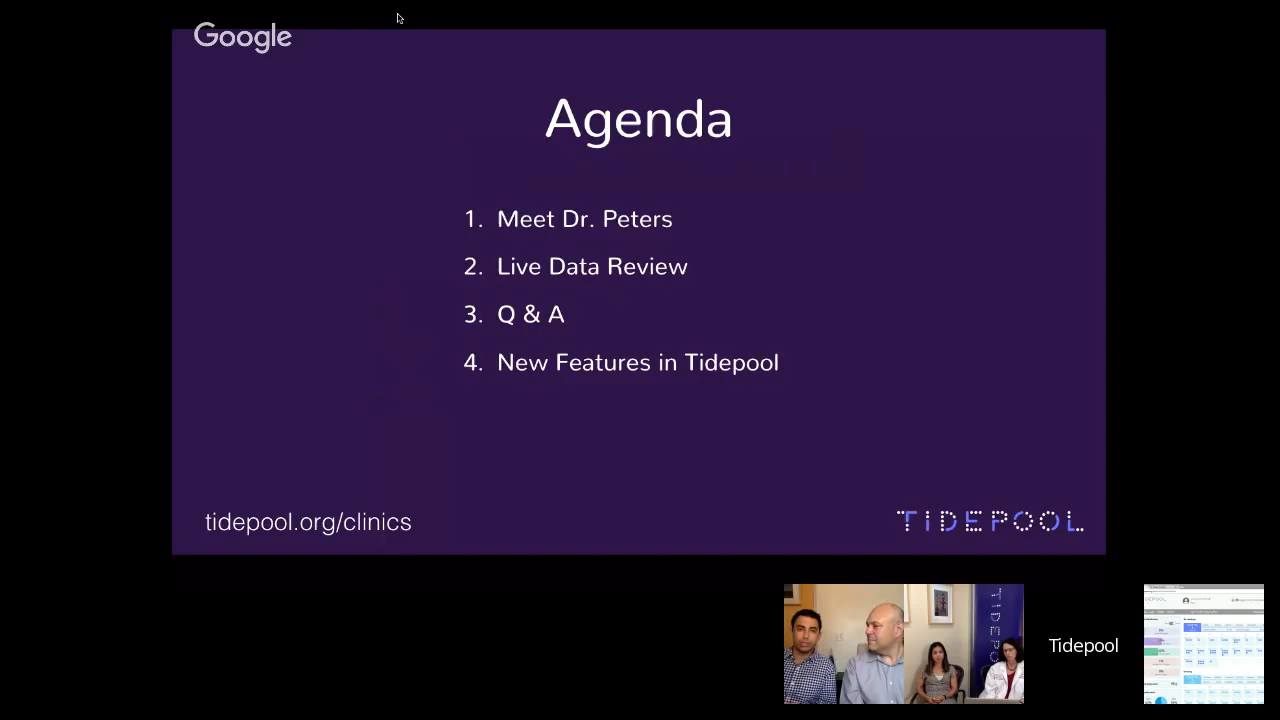 Google
Agenda
1. Meet Dr. Peters
2. Live Data Review
3. Q & A
4. New Features in Tidepool
tidepool.org/clinics
TIDEPOOL
Tidepool